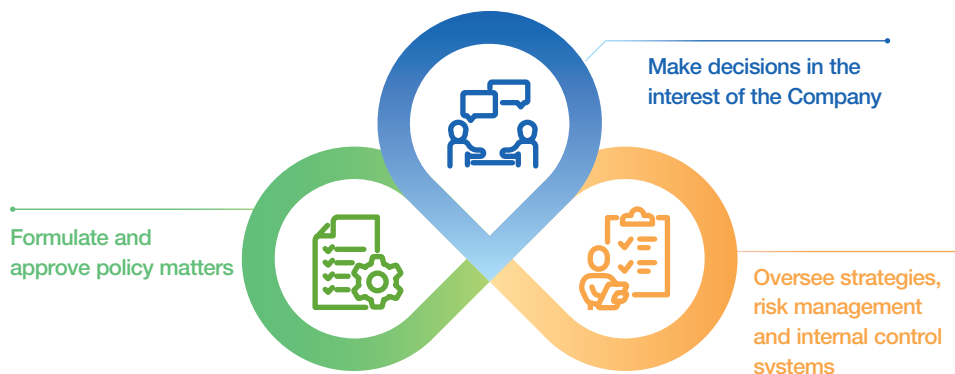 Make decisions in the
interest of the Company
Formulate and
approve policy matters
Oversee strategies,
risk management
and internal control
systems